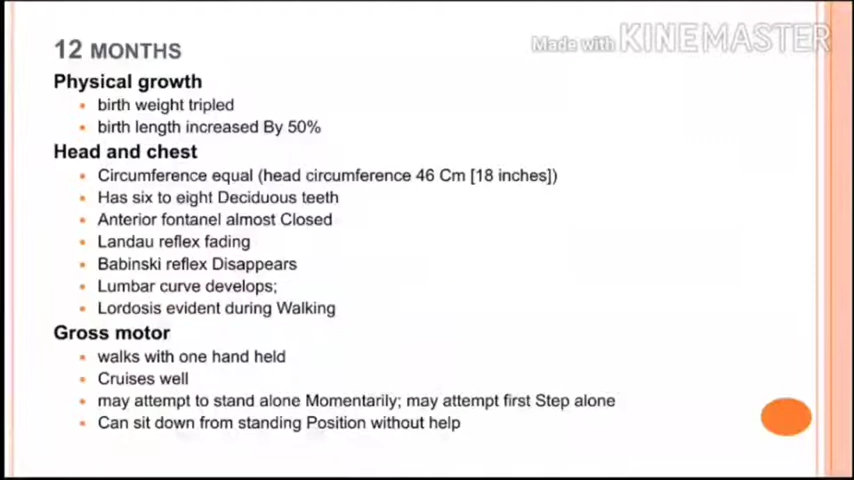 12 MONTHS
Made with KINEMASTER
Physical growth
birth weight tripled
birth length increased By 50%
Head and chest
Circumference equal (head circumference 46 Cm [18 inches])
Has six to eight Deciduous teeth
Anterior fontanel almost Closed
Landau reflex fading
Babinski reflex Disappears
Lumbar curve develops;
Lordosis evident during Walking
Gross motor
walks with one hand held
Cruises well
may attempt to stand alone Momentarily; may attempt first Step alone
Can sit down from standing Position without help